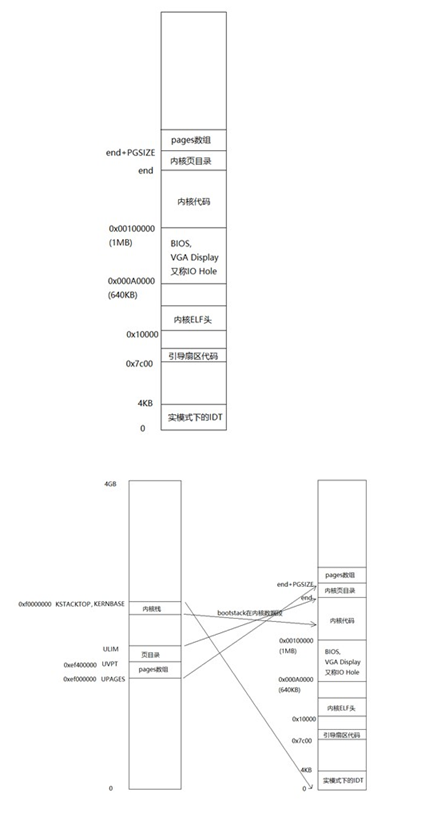 pages数组
end+PGSIZE
内核页目录
end
内核代码
0x00100000
(1MB)
BIOS,
VGA Display
又称IO Hole
0x000A0000
(640KB)
内核ELF头
0x10000
引导扇区代码
0x7c00
4KB
实模式下的IDT
0
4GB
0xf0000000 KSTACKTOP,KERNBASE
内核栈
ULIM
页目录
0xef400000 UVPT
pages数组
0xef000000 UPAGES
0
bootstack在内核数据段
pages数组
end+PGSIZE
内核页目录
end
内核代码
0x00100000
(1MB)
BIOS,
VGA Display
又称IO Hole
0x000A0000
(640KB)
内核ELF头
0x10000
引导扇区代码
0x7c00
4KB
实模式下的IDT
0